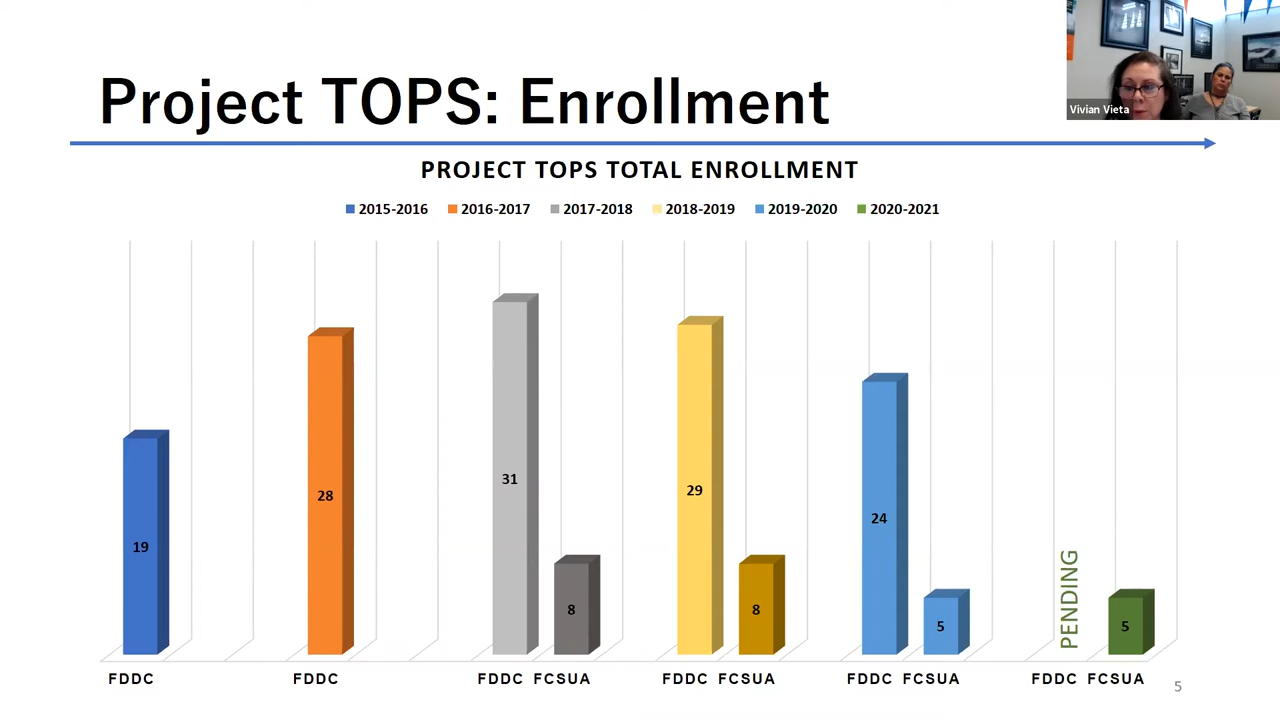 Vivian Vieta
Project TOPS: Enrollment
PROJECT TOPS TOTAL ENROLLMENT
2015-2016 2016-2017 2017-2018 2018-2019 2019-2020 2020-2021
19
28
31
8
29
8
24
5
PENDING
5
FDDC FDDC FDDC FCSUA FDDC FCSUA FDDC FCSUA FDDC FCSUA
5